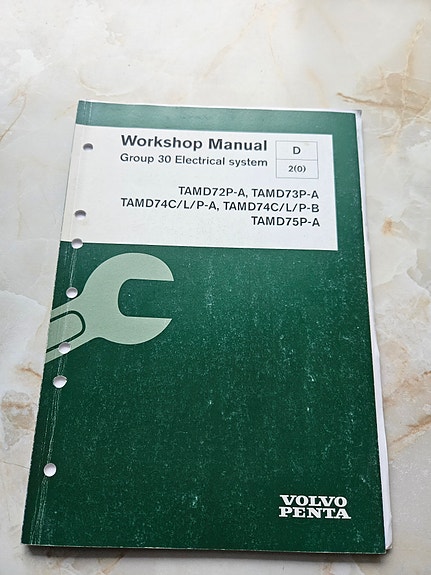 Workshop Manual
Group 30 Electrical system
D
2(0)
TAMD72P-A, TAMD73P-A
TAMD74C/L/P-A, TAMD74C/L/P-B
TAMD75P-A
VOLVO
PENTA